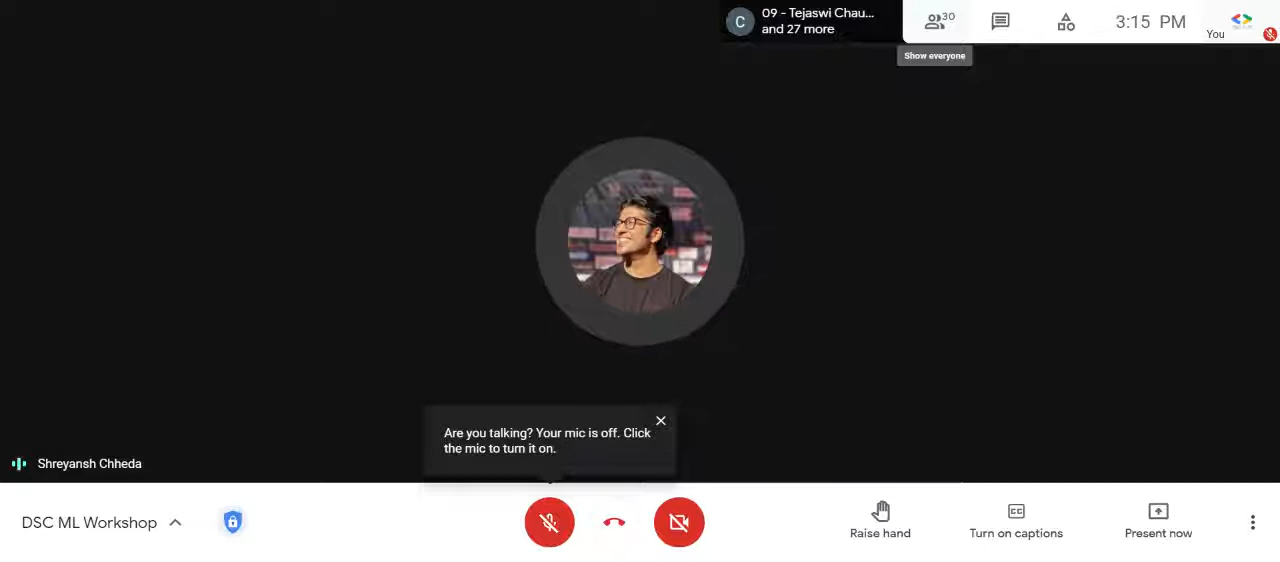 C
09 - Tejaswi Chau...
and 27 more
30
3:15 PM
You
Show everyone
Are you talking? Your mic is off. Click
the mic to turn it on.
Shreyansh Chheda
DSC ML Workshop
Raise hand
CC
Turn on captions
Present now